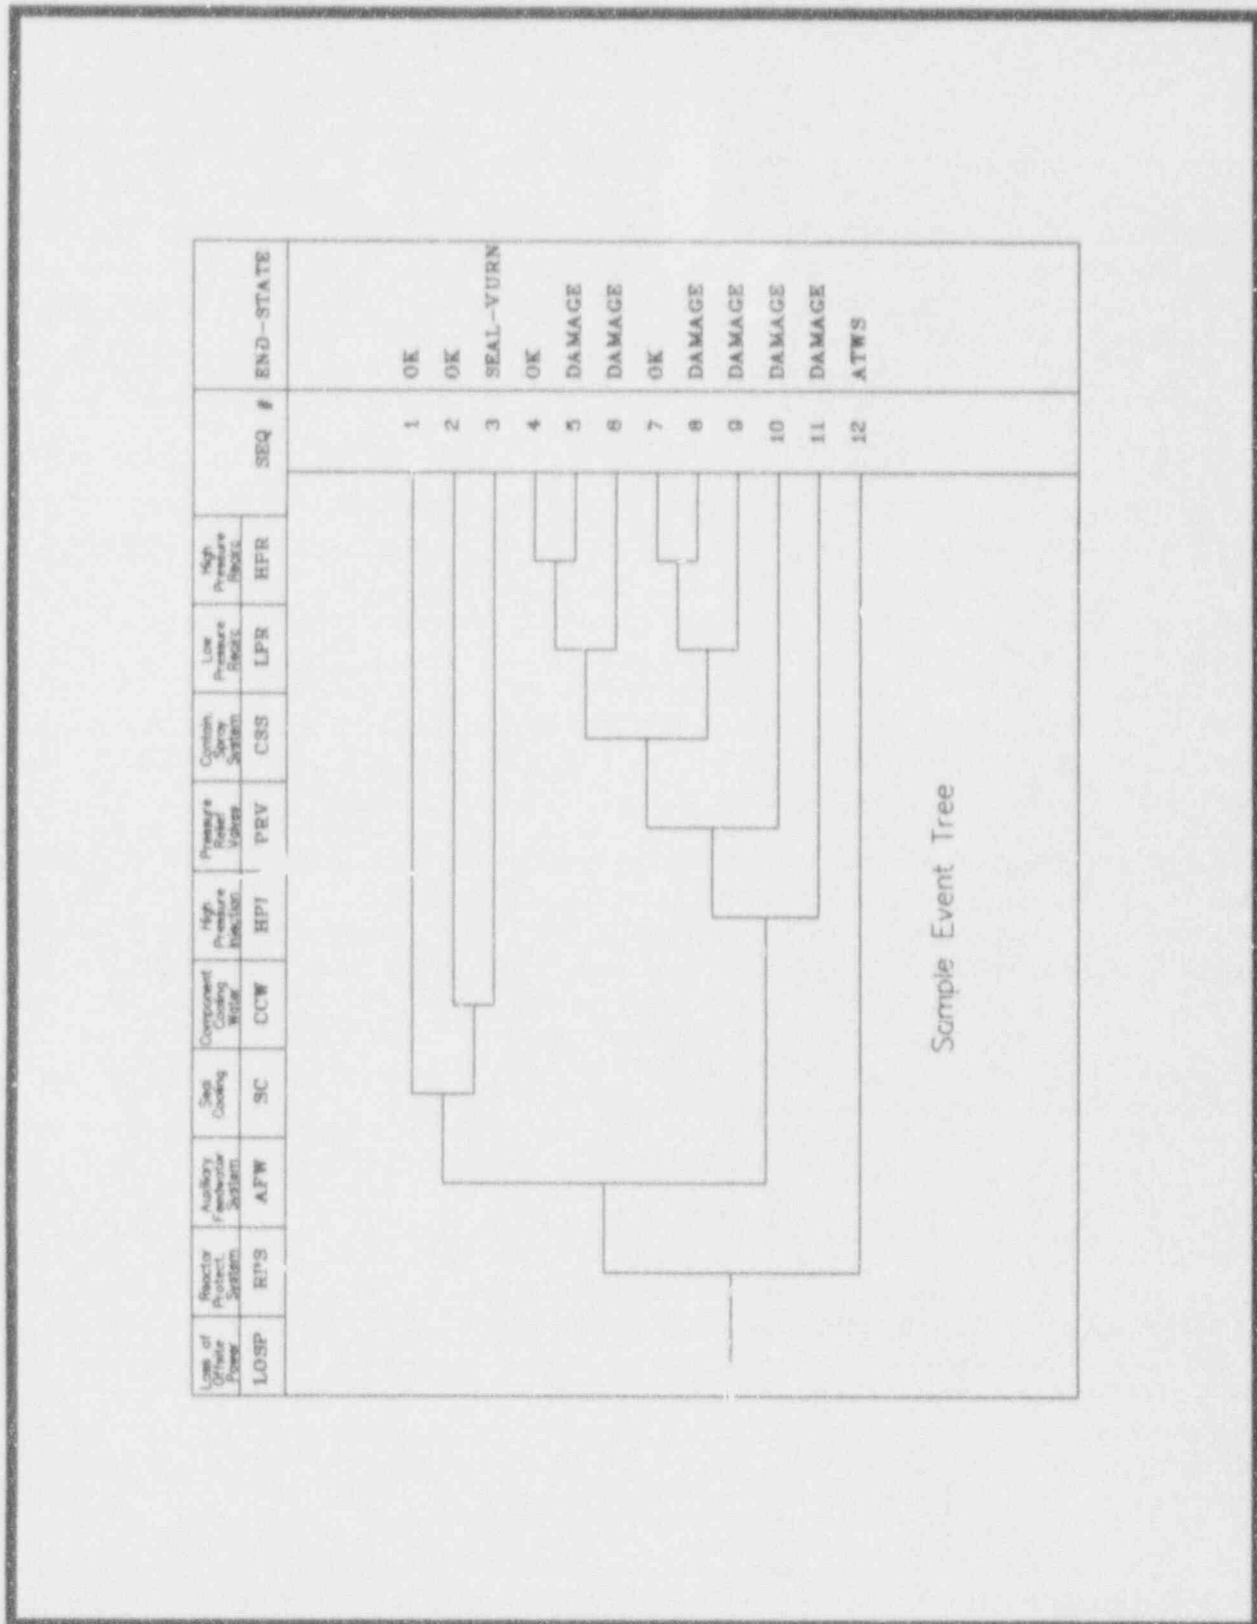 Loss of
Offsite
Power
Reactor
Protect.
System
Auxiliary
Feedwater
System
Seal
Cooling
Component
Cooling
Water
High
Pressure
Injection
Pressure
Relief
Valves
Contain.
Spray
System
Low
Pressure
Recirc
High
Pressure
Recirc
LOSP RPS AFW SC CCW HPI PRV CSS LPR HPR SEQ # END-STATE
1 OK
2 OK
3 SEAL-VURN
4 OK
5 DAMAGE
6 DAMAGE
7 OK
8 DAMAGE
9 DAMAGE
10 DAMAGE
11 DAMAGE
12 ATWS
Sample Event Tree